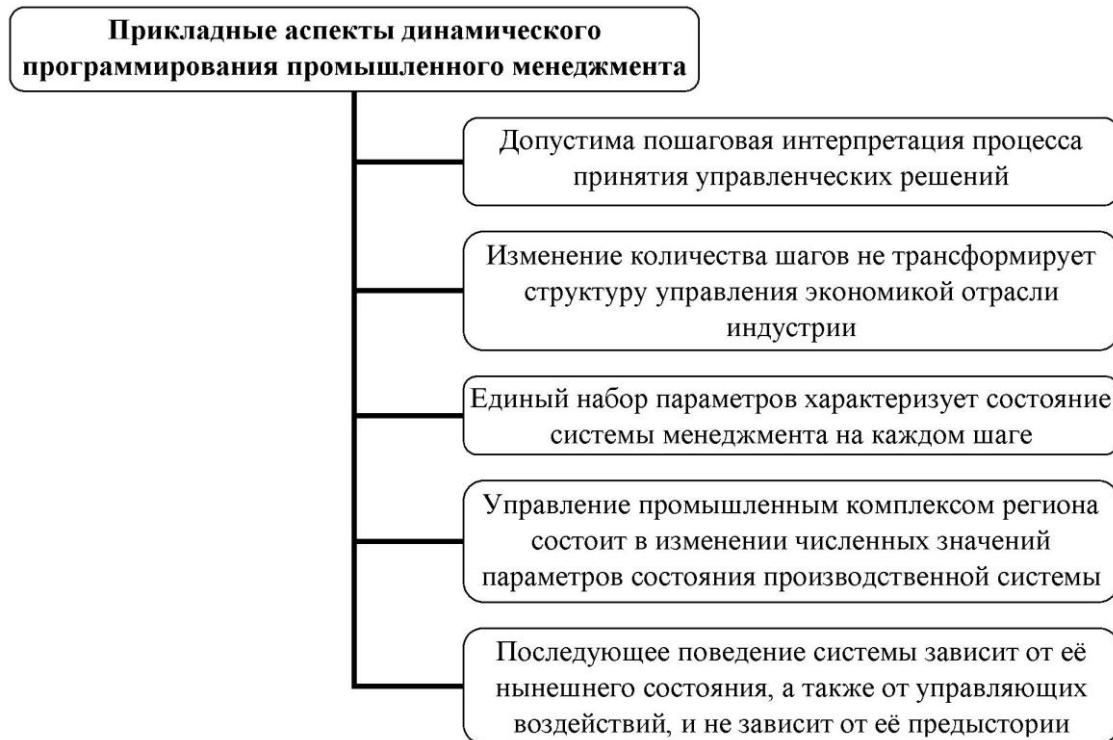 Прикладные аспекты динамического
программирования промышленного менеджмента
Допустима пошаговая интерпретация процесса
принятия управленческих решений
Изменение количества шагов не трансформирует
структуру управления экономикой отрасли
индустрии
Единый набор параметров характеризует состояние
системы менеджмента на каждом шаге
Управление промышленным комплексом региона
состоит в изменении численных значений
параметров состояния производственной системы
Последующее поведение системы зависит от её
нынешнего состояния, а также от управляющих
воздействий, и не зависит от её предыстории